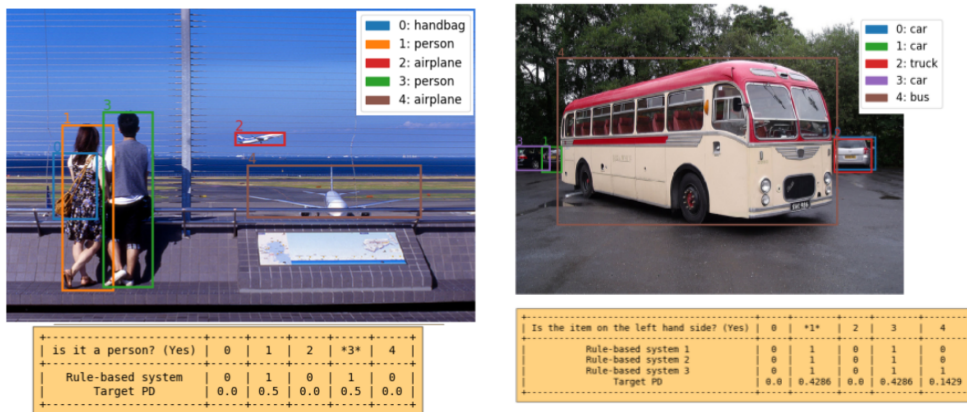 0: handbag
1: person
2: airplane
3: person
4: airplane
3
1
2
4
| is it a person? (Yes) | 0 | 1 | 2 | *3* | 4 |
| Rule-based system | 0 | 1 | 0 | 1 | 0 |
| Target PD | 0.0 | 0.5 | 0.0 | 0.5 | 0.0 |
0: car
1: car
2: truck
3: car
4: bus
| Is the item on the left hand side? (Yes) | 0 | *1* | 2 | 3 | 4
| Rule-based system 1 | 0 | 1 | 0 | 1 | 0
| Rule-based system 2 | 0 | 1 | 0 | 1 | 0
| Rule-based system 3 | 0 | 1 | 0 | 1 | 1
| Target PD | 0.0 | 0.4286 | 0.0 | 0.4286 | 0.1429